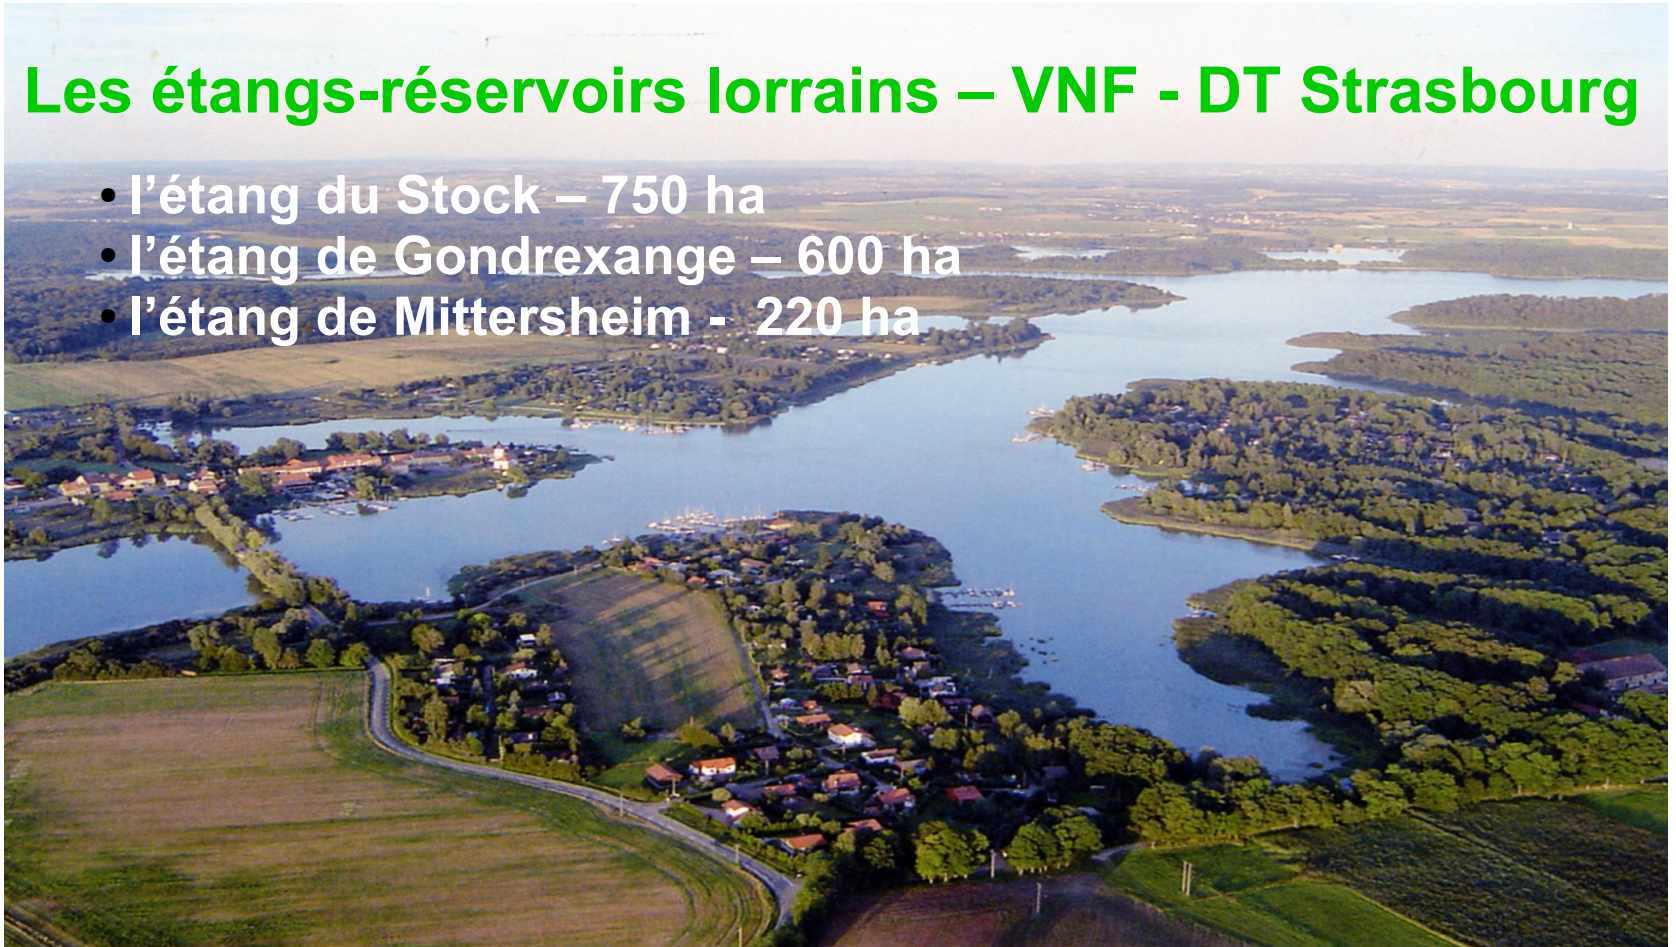 Les étangs-réservoirs lorrains – VNF - DT Strasbourg
• l’étang du Stock – 750 ha
• l’étang de Gondrexange – 600 ha
• l’étang de Mittersheim -  220 ha